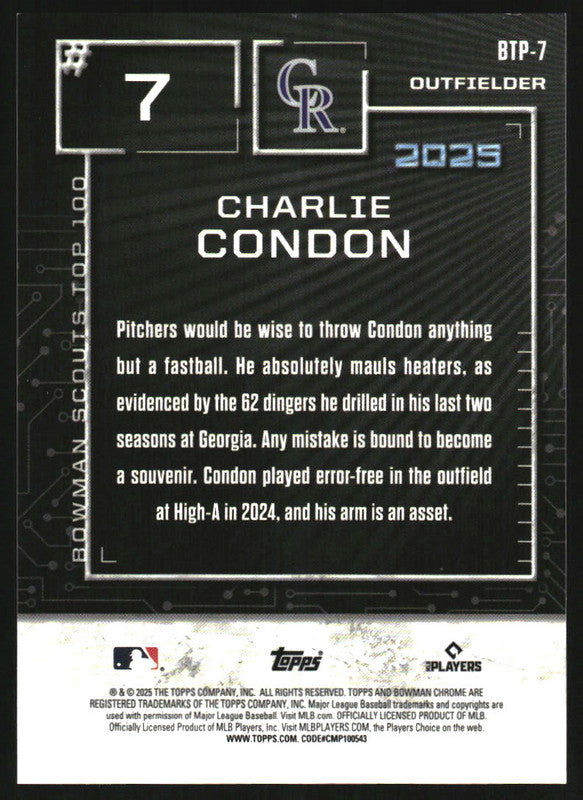 #
7
CR
BTP-7
OUTFIELDER
2025
BOWMAN SCOUTS TOP 100
CHARLIE
CONDON
Pitchers would be wise to throw Condon anything
but a fastball. He absolutely mauls heaters, as
evidenced by the 62 dingers he drilled in his last two
seasons at Georgia. Any mistake is bound to become
a souvenir. Condon played error-free in the outfield
at High-A in 2024, and his arm is an asset.
topps
MLB PLAYERS
® & © 2025 THE TOPPS COMPANY, INC. ALL RIGHTS RESERVED. TOPPS AND BOWMAN CHROME ARE
REGISTERED TRADEMARKS OF THE TOPPS COMPANY, INC. Major League Baseball trademarks and copyrights are
used with permission of Major League Baseball. Visit MLB.com. OFFICIALLY LICENSED PRODUCT OF MLB.
Officially Licensed Product of MLB Players, Inc. Visit MLBPLAYERS.COM, the Players Choice on the web.
WWW.TOPPS.COM. CODE#CMP100543